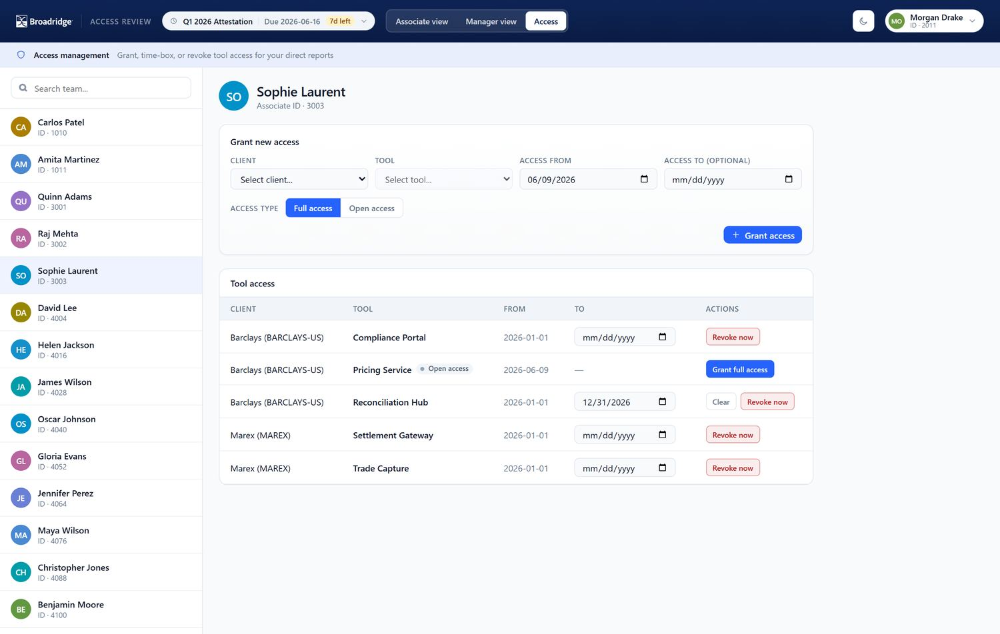 Broadridge
ACCESS REVIEW
Q1 2026 Attestation Due 2026-06-16 7d left
Associate view Manager view Access
MO Morgan Drake
ID · 2011
Access management Grant, time-box, or revoke tool access for your direct reports
Search team...
CA Carlos Patel
ID · 1010
AM Amita Martinez
ID · 1011
QU Quinn Adams
ID · 3001
RA Raj Mehta
ID · 3002
SO Sophie Laurent
ID · 3003
DA David Lee
ID · 4004
HE Helen Jackson
ID · 4016
JA James Wilson
ID · 4028
OS Oscar Johnson
ID · 4040
GL Gloria Evans
ID · 4052
JE Jennifer Perez
ID · 4064
MA Maya Wilson
ID · 4076
CH Christopher Jones
ID · 4088
BE Benjamin Moore
ID · 4100
SO Sophie Laurent
Associate ID · 3003
Grant new access
CLIENT TOOL ACCESS FROM ACCESS TO (OPTIONAL)
Select client... Select tool... 06/09/2026 mm/dd/yyyy
ACCESS TYPE Full access Open access
+ Grant access
Tool access
CLIENT TOOL FROM TO ACTIONS
Barclays (BARCLAYS-US) Compliance Portal 2026-01-01 mm/dd/yyyy Revoke now
Barclays (BARCLAYS-US) Pricing Service Open access 2026-06-09 — Grant full access
Barclays (BARCLAYS-US) Reconciliation Hub 2026-01-01 12/31/2026 Clear Revoke now
Marex (MAREX) Settlement Gateway 2026-01-01 mm/dd/yyyy Revoke now
Marex (MAREX) Trade Capture 2026-01-01 mm/dd/yyyy Revoke now